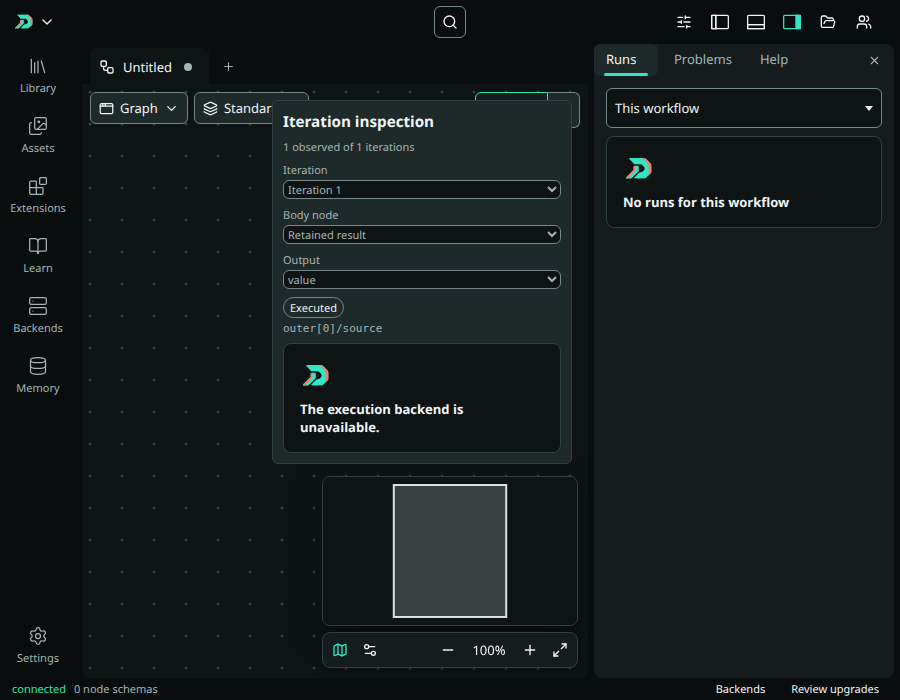 Library
Assets
Extensions
Learn
Backends
Memory
Settings
Untitled
Graph
Standar
Iteration inspection
1 observed of 1 iterations
Iteration
Iteration 1
Body node
Retained result
Output
value
Executed
outer[0]/source
The execution backend is
unavailable.
100%
Runs
Problems
Help
This workflow
No runs for this workflow
connected
0 node schemas
Backends
Review upgrades